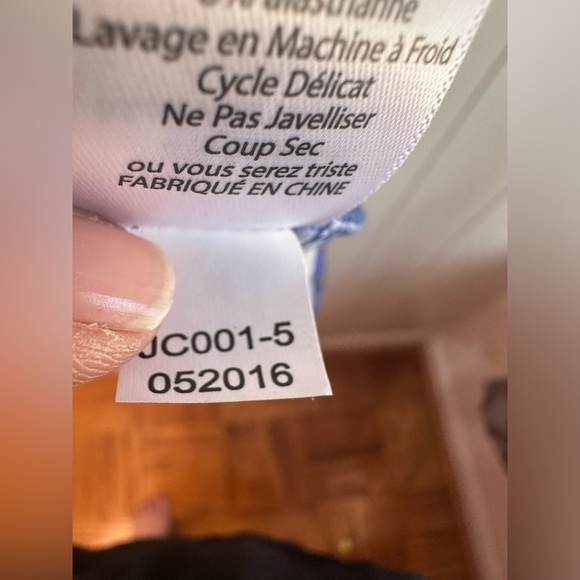 Lavage en Machine à Froid
Cycle Délicat
Ne Pas Javelliser
Coup Sec
ou vous serez triste
FABRIQUÉ EN CHINE
JC001-5
052016